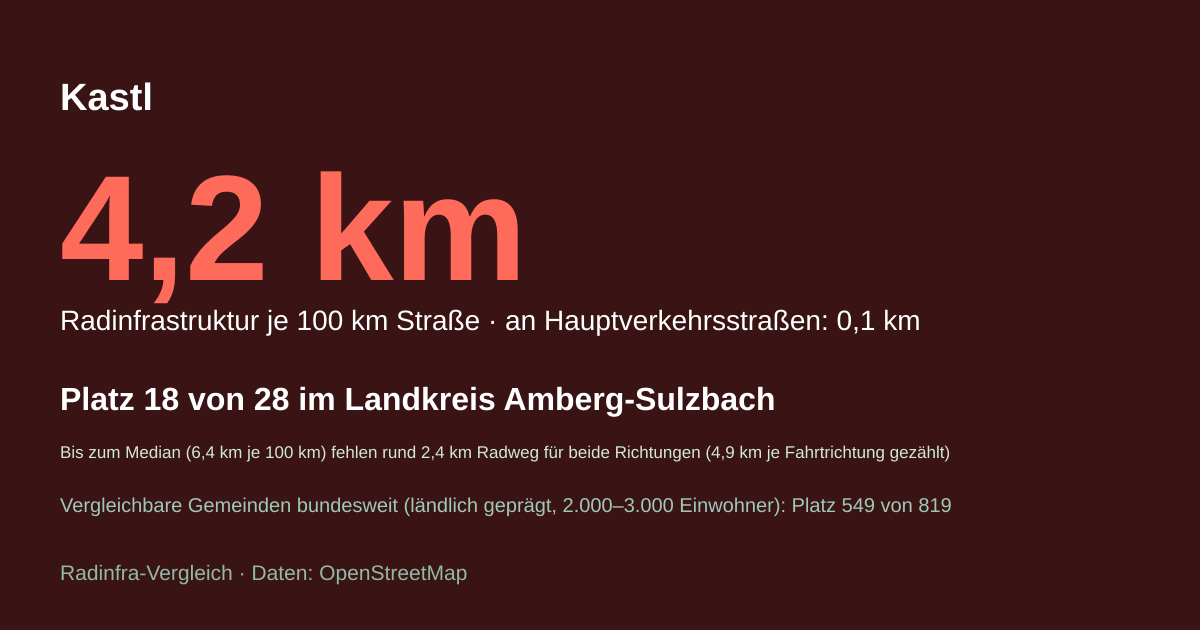 Kastl
4,2 km
Radinfrastruktur je 100 km Straße · an Hauptverkehrsstraßen: 0,1 km
Platz 18 von 28 im Landkreis Amberg-Sulzbach
Bis zum Median (6,4 km je 100 km) fehlen rund 2,4 km Radweg für beide Richtungen (4,9 km je Fahrtrichtung gezählt)
Vergleichbare Gemeinden bundesweit (ländlich geprägt, 2.000–3.000 Einwohner): Platz 549 von 819
Radinfra-Vergleich · Daten: OpenStreetMap